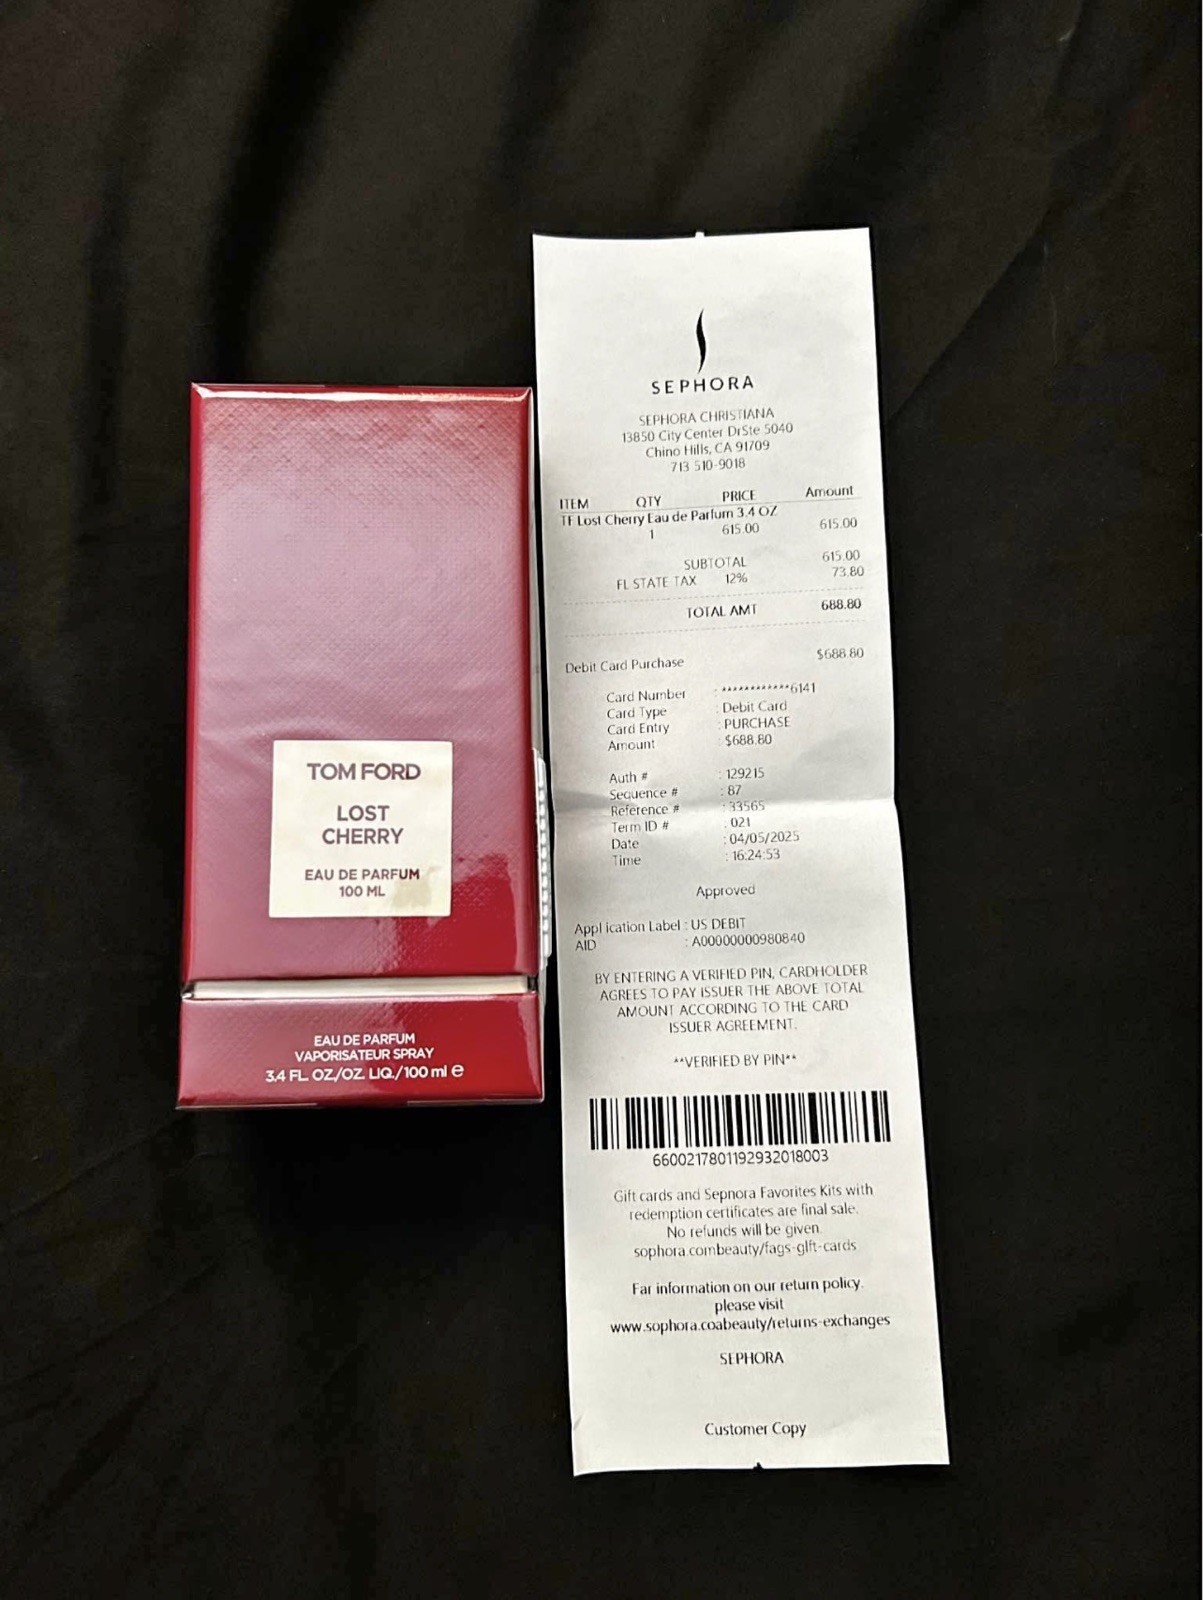 TOM FORD
LOST
CHERRY
EAU DE PARFUM
100 ML
EAU DE PARFUM
VAPORISATEUR SPRAY
3.4 FL. OZ./OZ. LIQ./100 ml e
SEPHORA
SEPHORA CHRISTIANA
13850 City Center DrSte 5040
Chino Hills, CA 91709
713 510-9018
ITEM QTY PRICE Amount
TF Lost Cherry Eau de Parfum 3.4 OZ
1 615.00 615.00
SUBTOTAL 615.00
FL STATE TAX 12% 73.80
TOTAL AMT 688.80
Debit Card Purchase $688.80
Card Number : ************6141
Card Type : Debit Card
Card Entry : PURCHASE
Amount : $688.80
Auth # : 129215
Sequence # : 87
Reference # : 33565
Term ID # : 021
Date : 04/05/2025
Time : 16:24:53
Approved
Application Label : US DEBIT
AID : A00000000980840
BY ENTERING A VERIFIED PIN, CARDHOLDER
AGREES TO PAY ISSUER THE ABOVE TOTAL
AMOUNT ACCORDING TO THE CARD
ISSUER AGREEMENT.
**VERIFIED BY PIN**
6600217801192932018003
Gift cards and Sepnora Favorites Kits with
redemption certificates are final sale.
No refunds will be given.
sophora.combeauty/fags-glft-cards
Far information on our return policy.
please visit
www.sophora.coabeauty/returns-exchanges
SEPHORA
Customer Copy